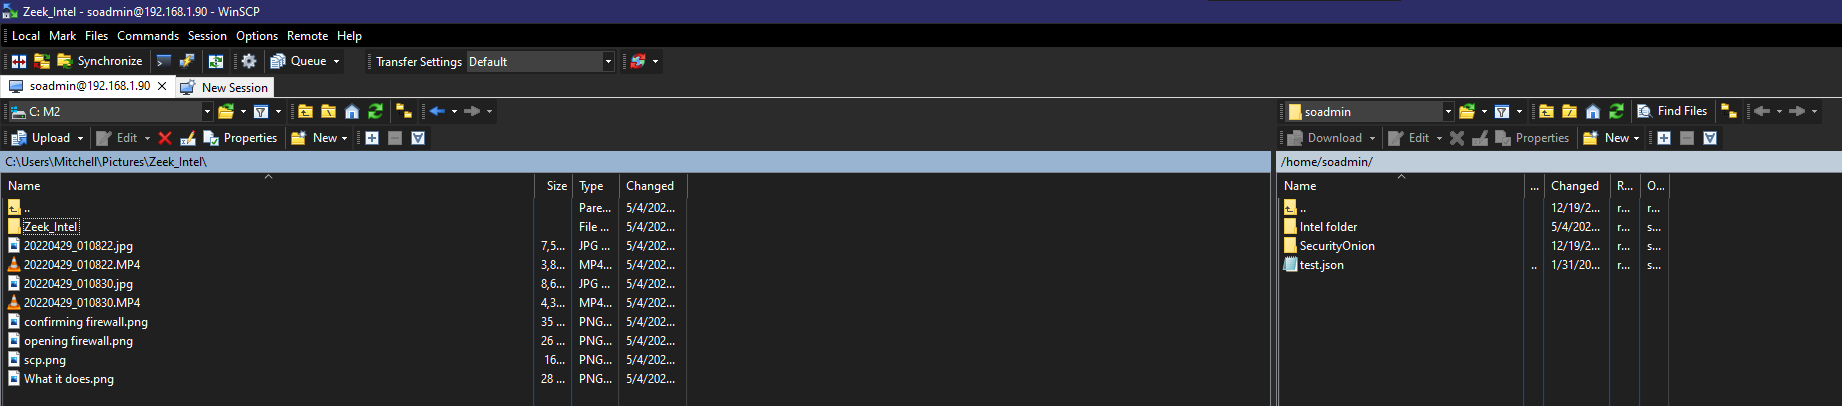 Zeek_Intel - soadmin@192.168.1.90 - WinSCP
Local Mark Files Commands Session Options Remote Help
Synchronize Queue Transfer Settings Default
soadmin@192.168.1.90 New Session
C: M2 soadmin Find Files
Upload Edit Properties New Download Edit Properties New
C:\Users\Mitchell\Pictures\Zeek_Intel\ /home/soadmin/
Name Size Type Changed Name ... Changed R... O...
.. Pare... 5/4/202... .. 12/19/2... r... r...
Zeek_Intel File ... 5/4/202... Intel folder 5/4/202... r... s...
20220429_010822.jpg 7,5... JPG ... 5/4/202... SecurityOnion 12/19/2... r... s...
20220429_010822.MP4 3,8... MP4... 5/4/202... test.json .. 1/31/20... r... s...
20220429_010830.jpg 8,6... JPG ... 5/4/202...
20220429_010830.MP4 4,3... MP4... 5/4/202...
confirming firewall.png 35 ... PNG... 5/4/202...
opening firewall.png 26 ... PNG... 5/4/202...
scp.png 16... PNG... 5/4/202...
What it does.png 28 ... PNG... 5/4/202...